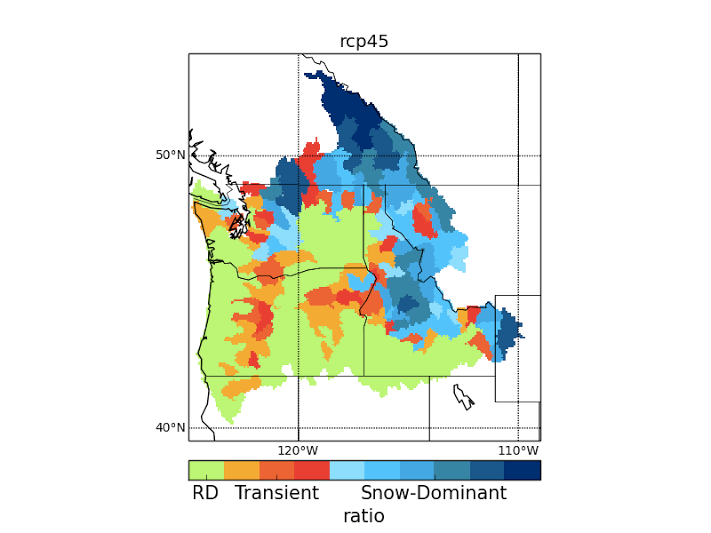 rcp45
50°N
40°N
120°W 110°W
RD Transient Snow-Dominant
ratio